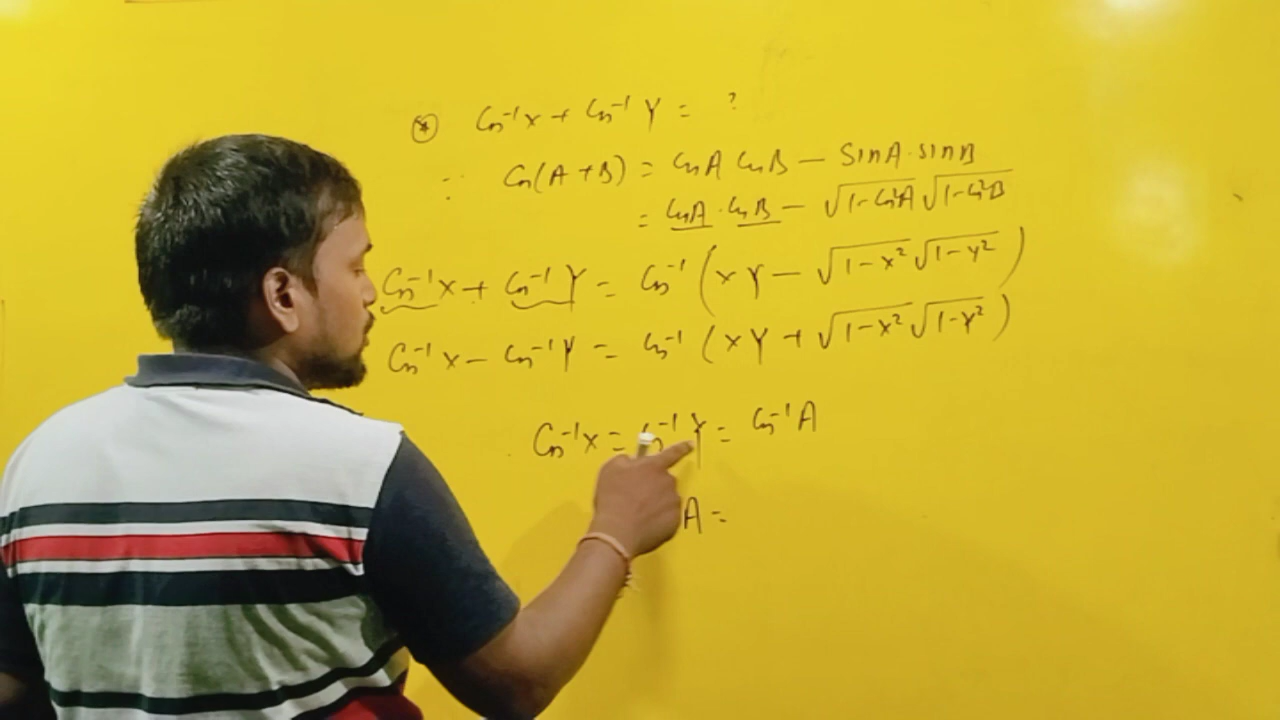 * Cos⁻¹x + Cos⁻¹Y = ?
∵ Cos(A + B) = CosA CosB − SinA · sinB
= CosA · CosB − √1−Cos²A √1−Cos²B
Cos⁻¹x + Cos⁻¹Y = Cos⁻¹ (xY − √1−x² √1−Y²)
Cos⁻¹x − Cos⁻¹Y = Cos⁻¹ (xY + √1−x² √1−Y²)
Cos⁻¹x = Cos⁻¹Y = Cos⁻¹A
A =